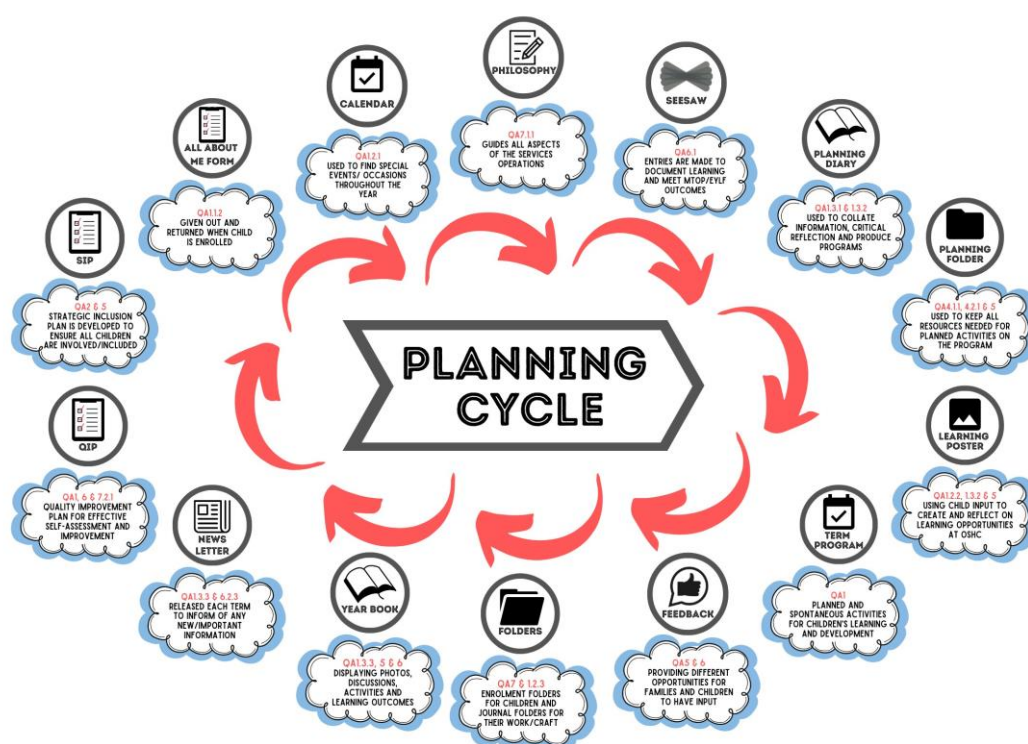 PLANNING
CYCLE
PHILOSOPHY
QA7.1.1
GUIDES ALL ASPECTS
OF THE SERVICES
OPERATIONS
SEESAW
QA6.1
ENTRIES ARE MADE TO
DOCUMENT LEARNING
AND MEET MTOP/EYLF
OUTCOMES
PLANNING
DIARY
QA1.3.1 & 1.3.2
USED TO COLLATE
INFORMATION, CRITICAL
REFLECTION AND PRODUCE
PROGRAMS
PLANNING
FOLDER
QA4.1.1, 4.2.1 & 5
USED TO KEEP ALL
RESOURCES NEEDED FOR
PLANNED ACTIVITIES ON
THE PROGRAM
LEARNING
POSTER
QA1.2.2, 1.3.2 & 5
USING CHILD INPUT TO
CREATE AND REFLECT ON
LEARNING OPPORTUNITIES
AT OSHC
TERM
PROGRAM
QA1
PLANNED AND
SPONTANEOUS ACTIVITIES
FOR CHILDREN'S LEARNING
AND DEVELOPMENT
FEEDBACK
QA5 & 6
PROVIDING DIFFERENT
OPPORTUNITIES FOR
FAMILIES AND CHILDREN
TO HAVE INPUT
FOLDERS
QA7 & 1.2.3
ENROLMENT FOLDERS
FOR CHILDREN AND
JOURNAL FOLDERS FOR
THEIR WORK/CRAFT
YEAR BOOK
QA1.3.3, 5 & 6
DISPLAYING PHOTOS,
DISCUSSIONS,
ACTIVITIES AND
LEARNING OUTCOMES
NEWS
LETTER
QA1.3.3 & 6.2.3
RELEASED EACH TERM
TO INFORM OF ANY
NEW/IMPORTANT
INFORMATION
QIP
QA1, 6 & 7.2.1
QUALITY IMPROVEMENT
PLAN FOR EFFECTIVE
SELF-ASSESSMENT AND
IMPROVEMENT
SIP
QA2 & 5
STRATEGIC INCLUSION
PLAN IS DEVELOPED TO
ENSURE ALL CHILDREN
ARE INVOLVED/INCLUDED
ALL ABOUT
ME FORM
QA1.1.2
GIVEN OUT AND
RETURNED WHEN CHILD
IS ENROLLED
CALENDAR
QA1.2.1
USED TO FIND SPECIAL
EVENTS/ OCCASIONS
THROUGHOUT THE
YEAR